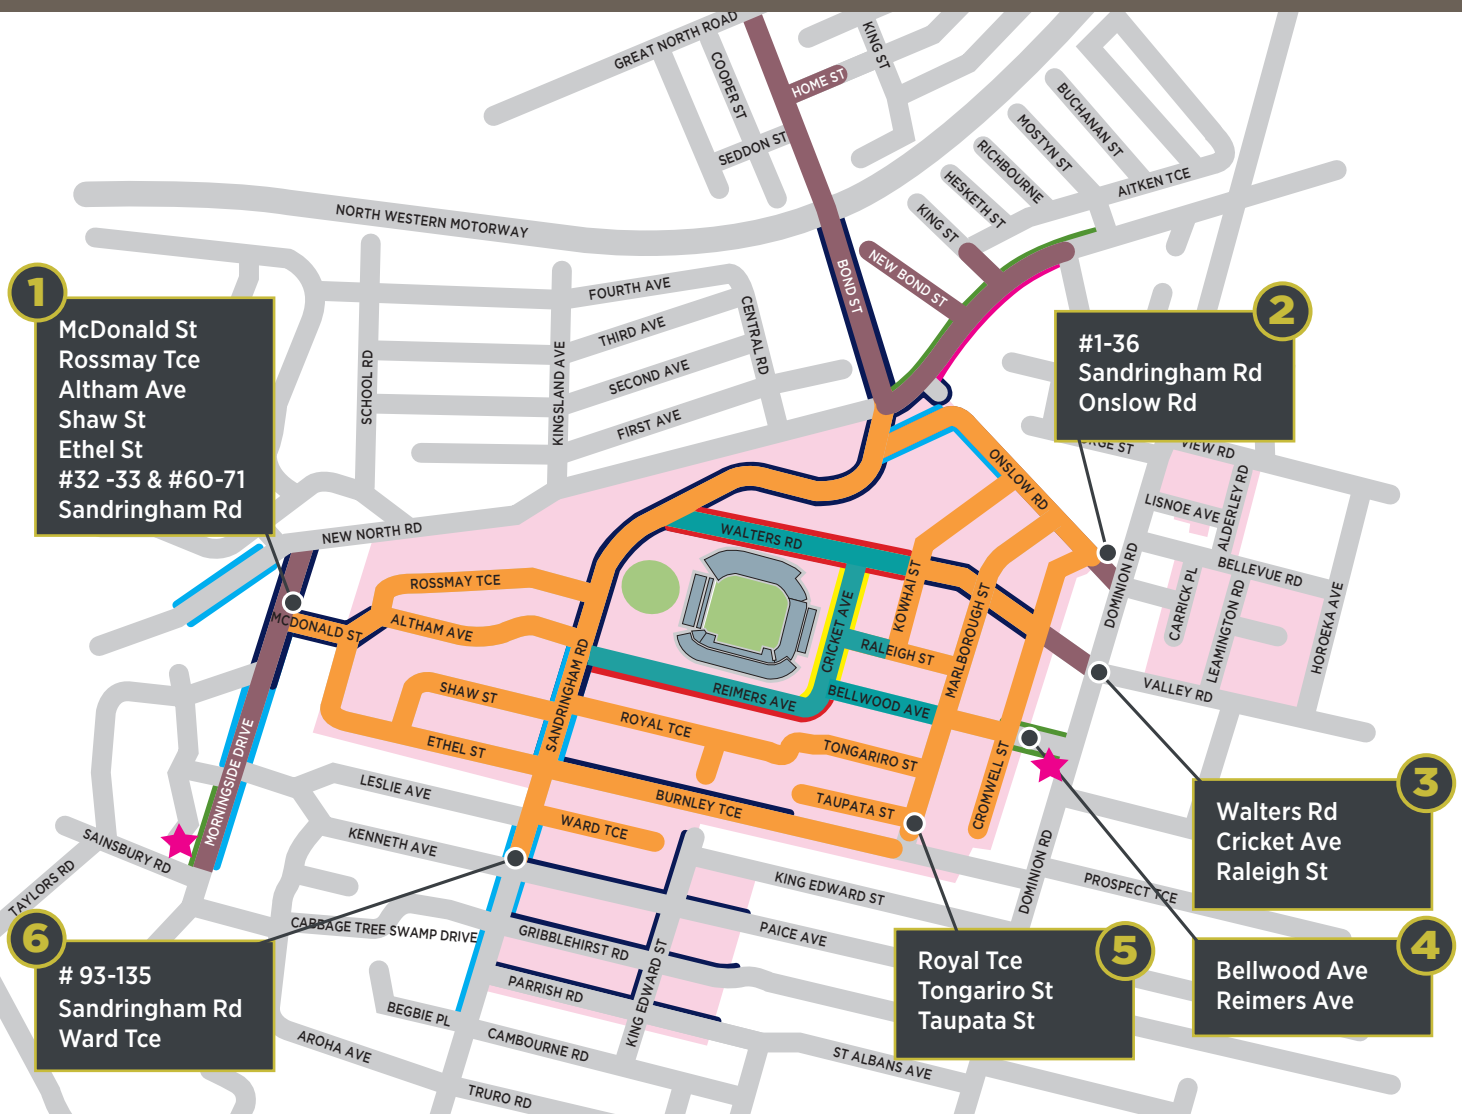 GREAT NORTH ROAD
COOPER ST
KING ST
HOME ST
SEDDON ST
BUCHANAN ST
MOSTYN ST
RICHBOURNE
HESKETH ST
KING ST
AITKEN TCE
NORTH WESTERN MOTORWAY
BOND ST
NEW BOND ST
FOURTH AVE
THIRD AVE
SECOND AVE
FIRST AVE
CENTRAL RD
SCHOOL RD
KINGSLAND AVE
NEW NORTH RD
1
McDonald St
Rossmay Tce
Altham Ave
Shaw St
Ethel St
#32 -33 & #60-71
Sandringham Rd
2
#1-36
Sandringham Rd
Onslow Rd
RGE ST
VIEW RD
ONSLOW RD
LISNOE AVE
ALDERLEY RD
BELLEVUE RD
DOMINION RD
CARRICK PL
LEAMINGTON RD
HOROEKA AVE
VALLEY RD
WALTERS RD
ROSSMAY TCE
MCDONALD ST
ALTHAM AVE
KOWHAI ST
CRICKET AVE
RALEIGH ST
MARLBOROUGH ST
REIMERS AVE
BELLWOOD AVE
SANDRINGHAM RD
SHAW ST
ROYAL TCE
ETHEL ST
TONGARIRO ST
CROMWELL ST
MORNINGSIDE DRIVE
LESLIE AVE
BURNLEY TCE
TAUPATA ST
WARD TCE
KENNETH AVE
SAINSBURY RD
TAYLORS RD
KING EDWARD ST
DOMINION RD
PROSPECT TCE
3
Walters Rd
Cricket Ave
Raleigh St
CABBAGE TREE SWAMP DRIVE
GRIBBLEHIRST RD
PAICE AVE
KING EDWARD ST
PARRISH RD
4
Bellwood Ave
Reimers Ave
5
Royal Tce
Tongariro St
Taupata St
6
# 93-135
Sandringham Rd
Ward Tce
BEGBIE PL
AROHA AVE
CAMBOURNE RD
ST ALBANS AVE
TRURO RD